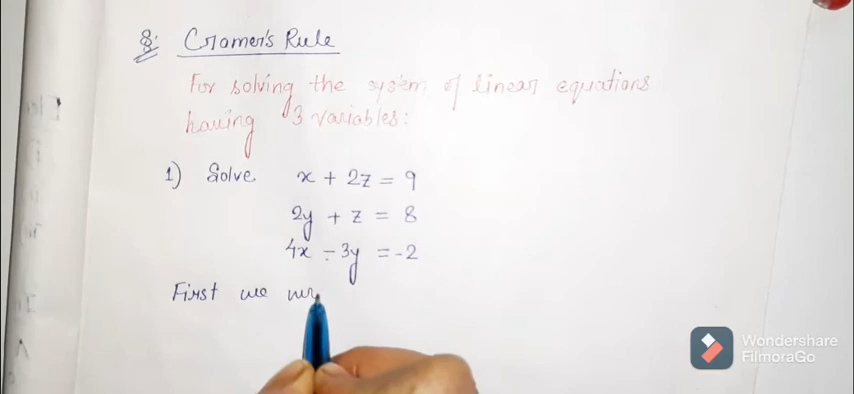 8: Cramer's Rule
For solving the system of linear equations
having 3 variables:
1) Solve x + 2z = 9
2y + z = 8
4x - 3y = -2
First we wri
Wondershare
FilmoraGo